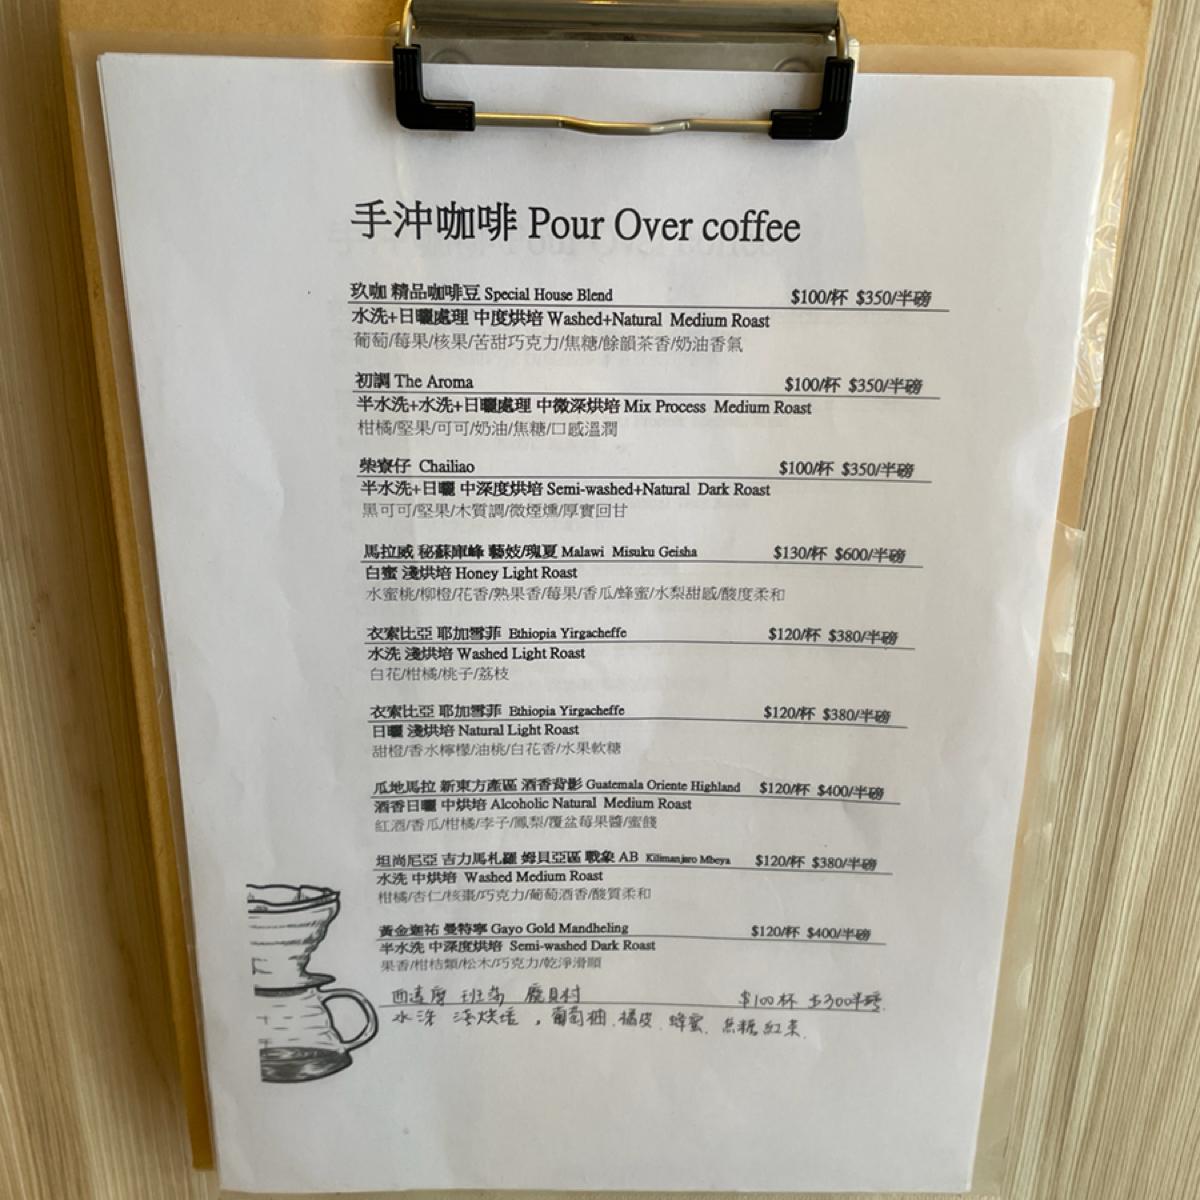 手沖咖啡 Pour Over coffee
玖咖 精品咖啡豆 Special House Blend $100/杯 $350/半磅
水洗+日曬處理 中度烘培 Washed+Natural Medium Roast
葡萄/莓果/核果/苦甜巧克力/焦糖/餘韻茶香/奶油香氣
初調 The Aroma $100/杯 $350/半磅
半水洗+水洗+日曬處理 中微深烘培 Mix Process Medium Roast
柑橘/堅果/可可/奶油/焦糖/口感溫潤
柴寮仔 Chailiao $100/杯 $350/半磅
半水洗+日曬 中深度烘培 Semi-washed+Natural Dark Roast
黑可可/堅果/木質調/微煙燻/厚實回甘
馬拉威 秘蘇庫峰 藝妓/瑰夏 Malawi Misuku Geisha $130/杯 $600/半磅
白蜜 淺烘培 Honey Light Roast
水蜜桃/柳橙/花香/熟果香/莓果/香瓜/蜂蜜/水梨甜感/酸度柔和
衣索比亞 耶加雪菲 Ethiopia Yirgacheffe $120/杯 $380/半磅
水洗 淺烘培 Washed Light Roast
白花/柑橘/桃子/荔枝
衣索比亞 耶加雪菲 Ethiopia Yirgacheffe $120/杯 $380/半磅
日曬 淺烘培 Natural Light Roast
甜橙/香水檸檬/油桃/白花香/水果軟糖
瓜地馬拉 新東方產區 酒香背影 Guatemala Oriente Highland $120/杯 $400/半磅
酒香日曬 中烘培 Alcoholic Natural Medium Roast
紅酒/香瓜/柑橘/李子/鳳梨/覆盆莓果醬/蜜餞
坦尚尼亞 吉力馬札羅 姆貝亞區 戰象 AB Kilimanjaro Mbeya $120/杯 $380/半磅
水洗 中烘培 Washed Medium Roast
柑橘/杏仁/核棗/巧克力/葡萄酒香/酸質柔和
黃金迦祐 曼特寧 Gayo Gold Mandheling $120/杯 $400/半磅
半水洗 中深度烘培 Semi-washed Dark Roast
果香/柑桔類/松木/巧克力/乾淨滑順
西達摩 班莎 $100杯 $300半磅
水洗 淺烘培 , 葡萄柚、橘皮、蜂蜜、焦糖紅茶